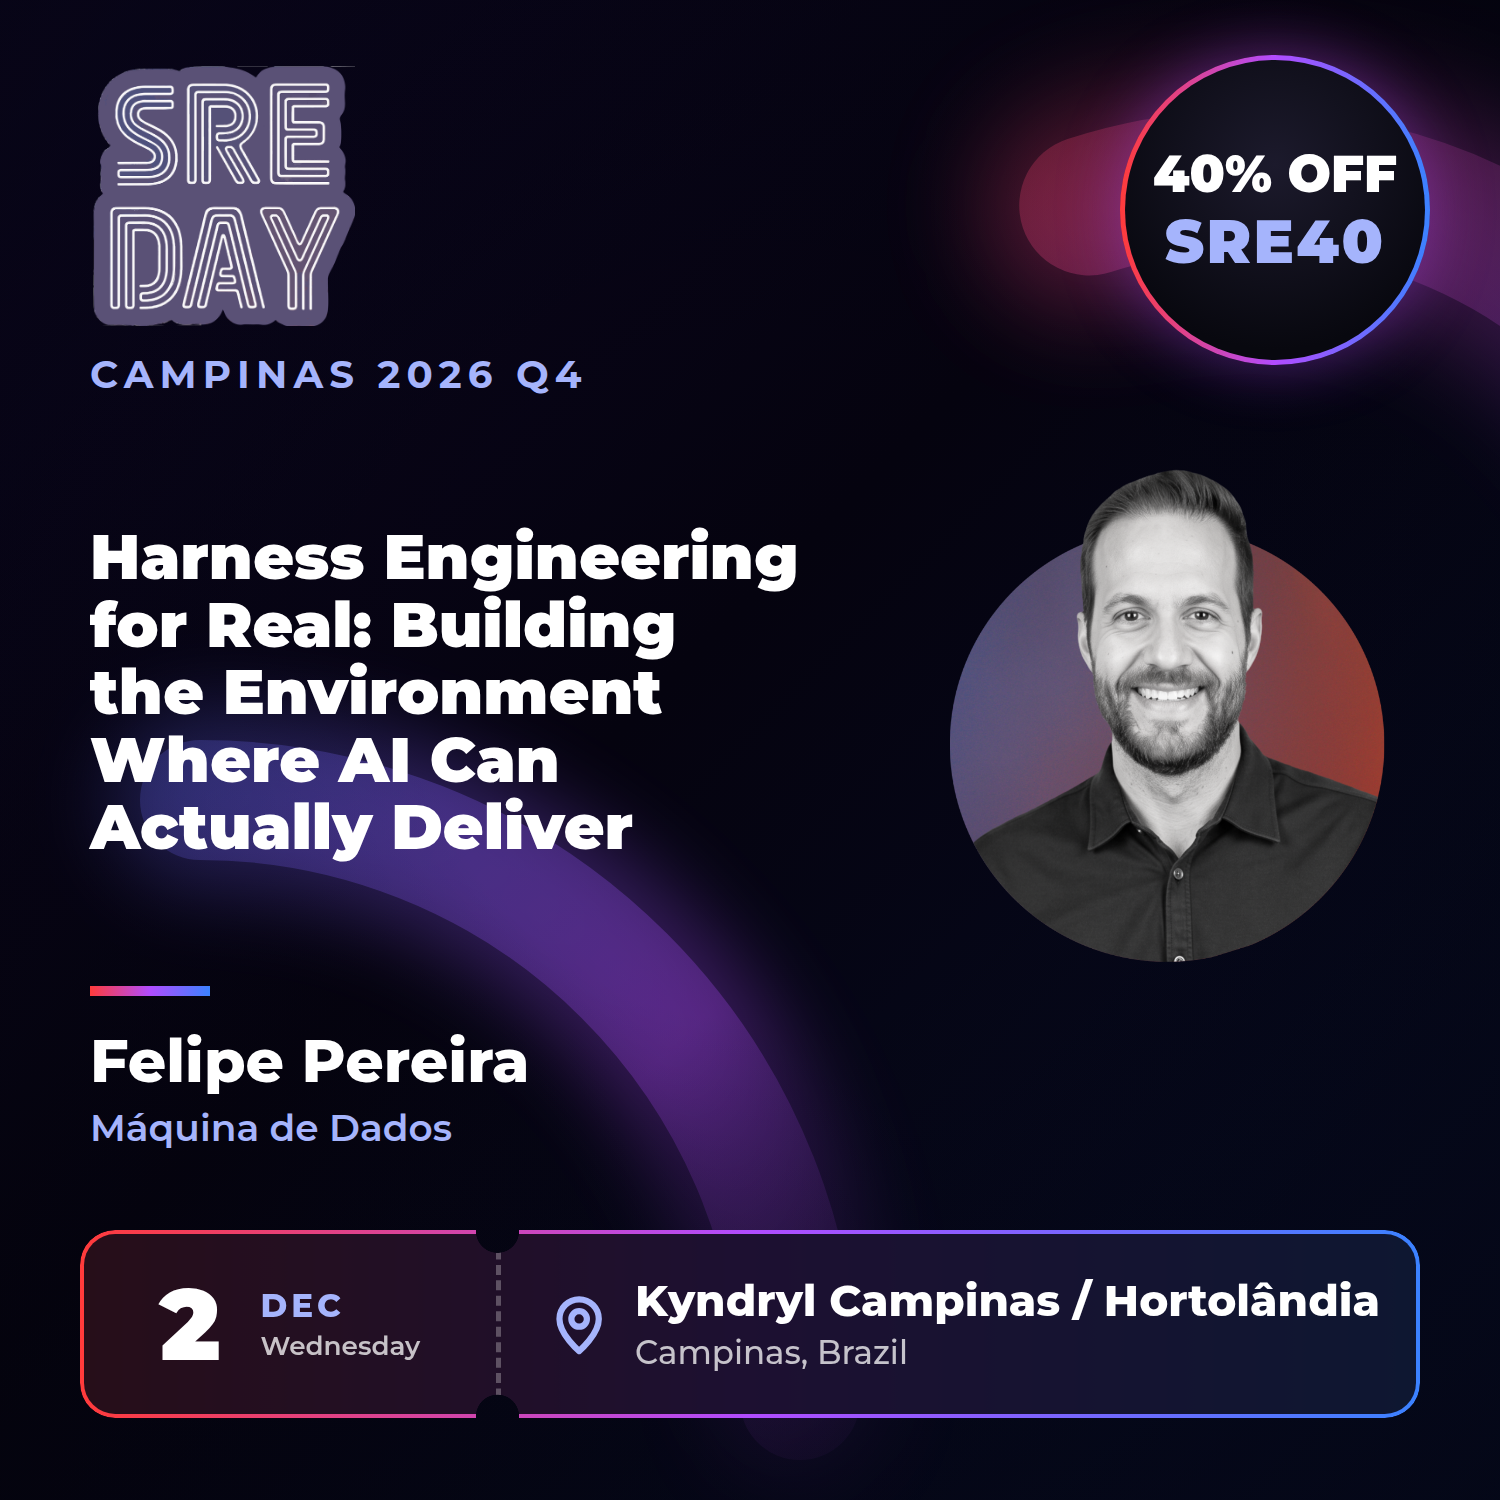 SRE
DAY
CAMPINAS 2026 Q4
40% OFF
SRE40
Harness Engineering
for Real: Building
the Environment
Where AI Can
Actually Deliver
Felipe Pereira
Máquina de Dados
2
DEC
Wednesday
Kyndryl Campinas / Hortolândia
Campinas, Brazil